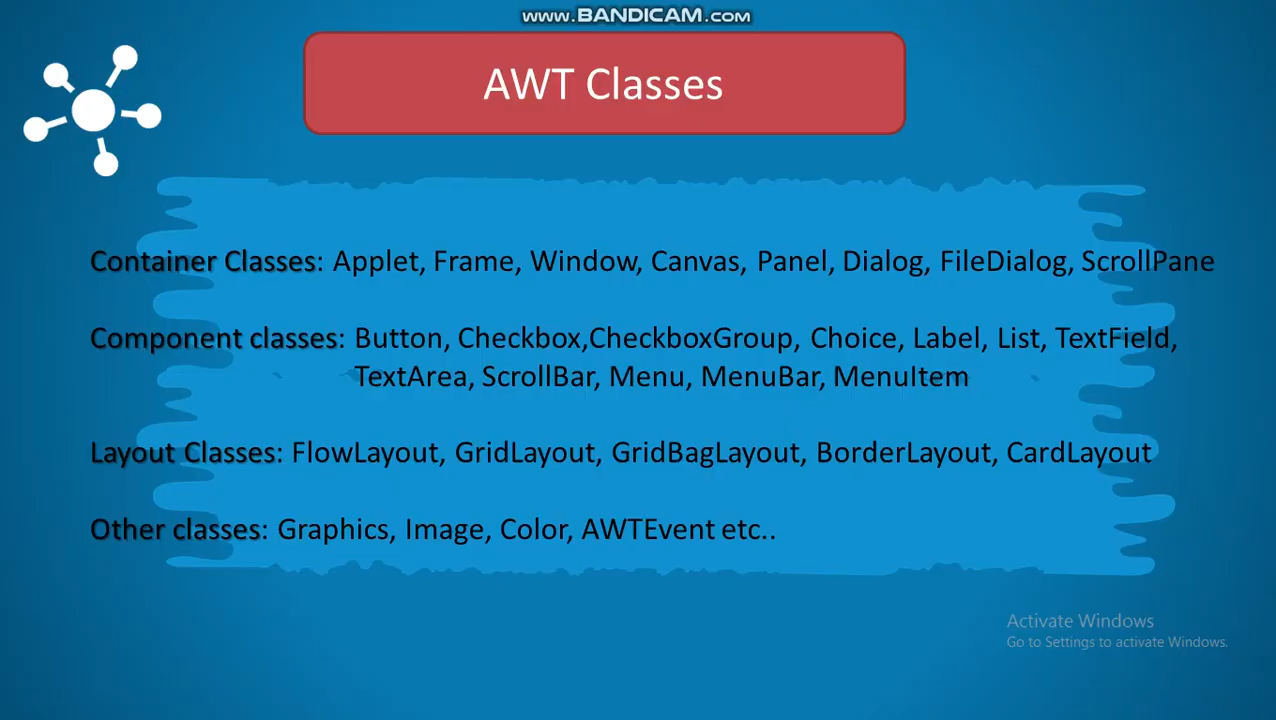 www.BANDICAM.com
AWT Classes
Container Classes: Applet, Frame, Window, Canvas, Panel, Dialog, FileDialog, ScrollPane
Component classes: Button, Checkbox,CheckboxGroup, Choice, Label, List, TextField,
TextArea, ScrollBar, Menu, MenuBar, MenuItem
Layout Classes: FlowLayout, GridLayout, GridBagLayout, BorderLayout, CardLayout
Other classes: Graphics, Image, Color, AWTEvent etc..
Activate Windows
Go to Settings to activate Windows.